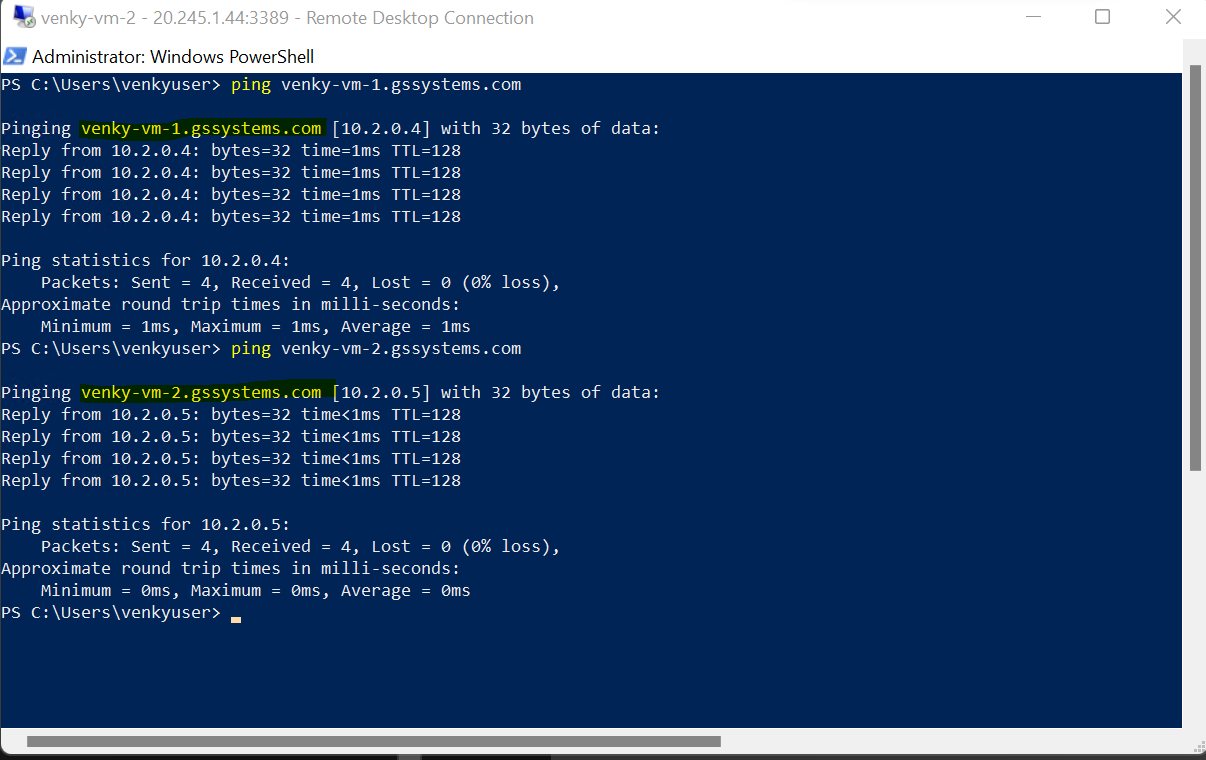 venky-vm-2 - 20.245.1.44:3389 - Remote Desktop Connection
Administrator: Windows PowerShell
PS C:\Users\venkyuser> ping venky-vm-1.gssystems.com
Pinging venky-vm-1.gssystems.com [10.2.0.4] with 32 bytes of data:
Reply from 10.2.0.4: bytes=32 time=1ms TTL=128
Reply from 10.2.0.4: bytes=32 time=1ms TTL=128
Reply from 10.2.0.4: bytes=32 time=1ms TTL=128
Reply from 10.2.0.4: bytes=32 time=1ms TTL=128
Ping statistics for 10.2.0.4:
    Packets: Sent = 4, Received = 4, Lost = 0 (0% loss),
Approximate round trip times in milli-seconds:
    Minimum = 1ms, Maximum = 1ms, Average = 1ms
PS C:\Users\venkyuser> ping venky-vm-2.gssystems.com
Pinging venky-vm-2.gssystems.com [10.2.0.5] with 32 bytes of data:
Reply from 10.2.0.5: bytes=32 time<1ms TTL=128
Reply from 10.2.0.5: bytes=32 time<1ms TTL=128
Reply from 10.2.0.5: bytes=32 time<1ms TTL=128
Reply from 10.2.0.5: bytes=32 time<1ms TTL=128
Ping statistics for 10.2.0.5:
    Packets: Sent = 4, Received = 4, Lost = 0 (0% loss),
Approximate round trip times in milli-seconds:
    Minimum = 0ms, Maximum = 0ms, Average = 0ms
PS C:\Users\venkyuser>